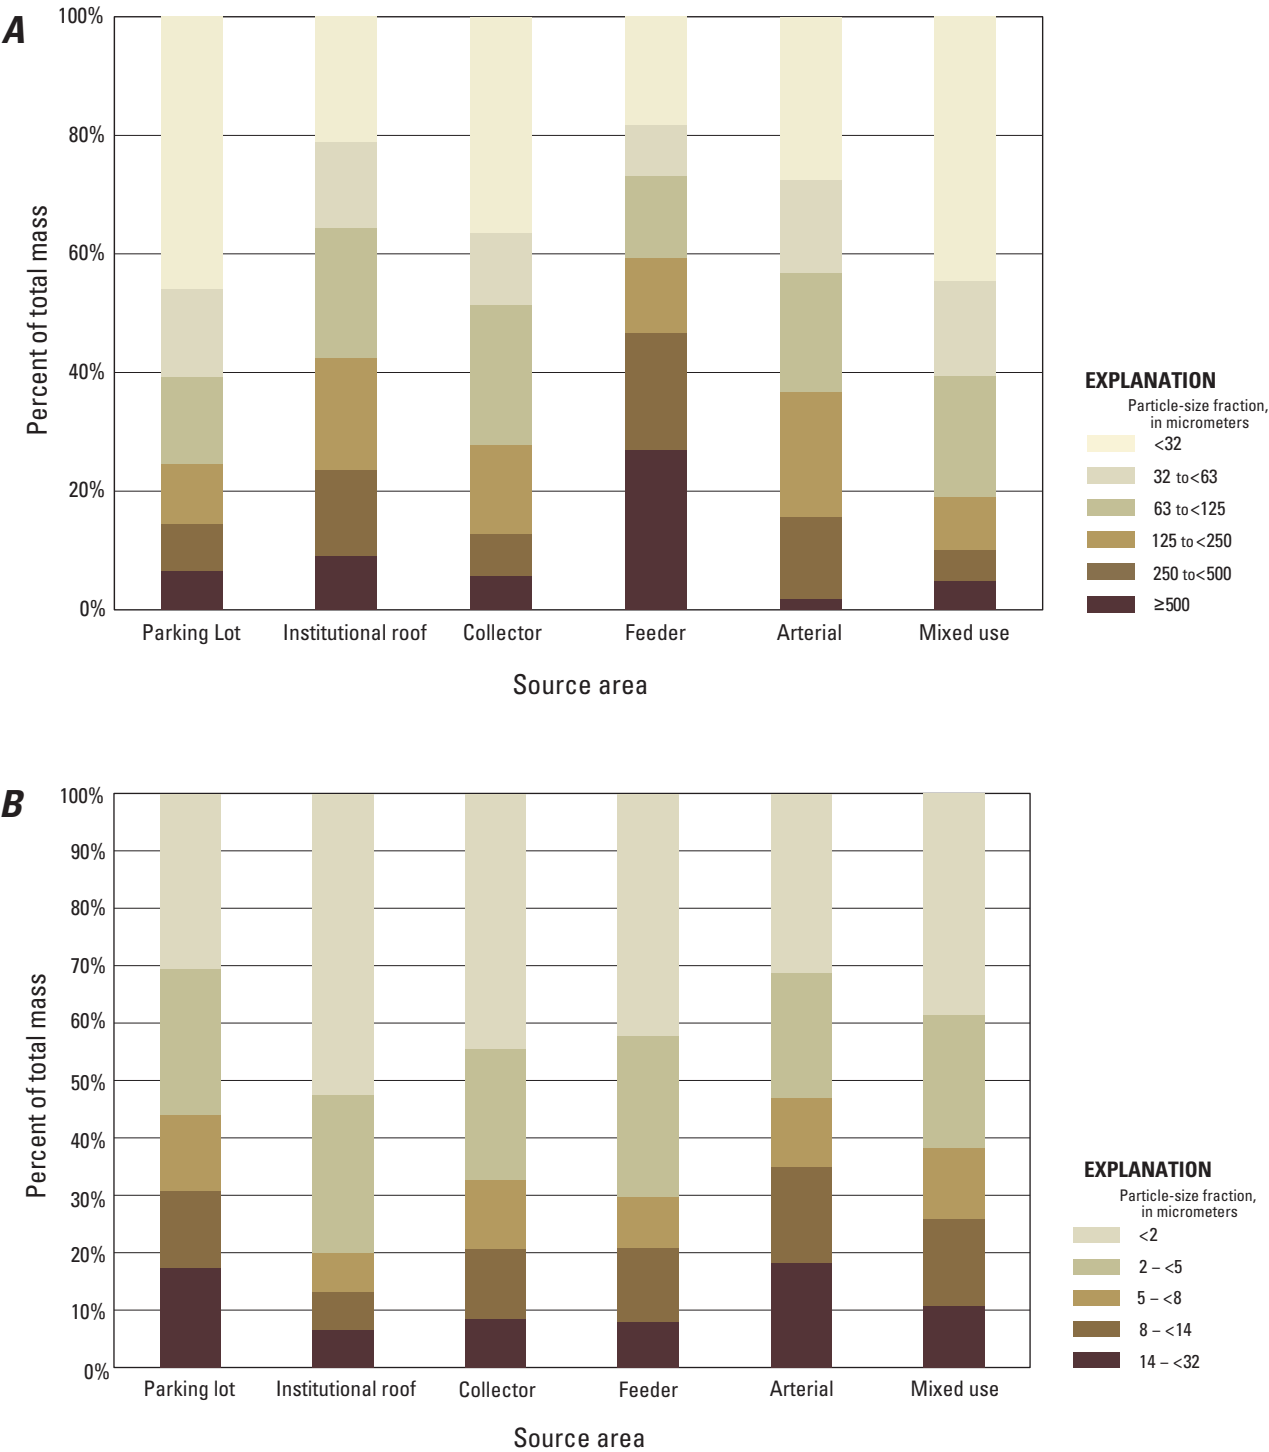 A
100%
80%
60%
40%
20%
0%
Percent of total mass
Parking Lot Institutional roof Collector Feeder Arterial Mixed use
Source area
EXPLANATION
Particle-size fraction,
in micrometers
<32
32 to<63
63 to<125
125 to<250
250 to<500
≥500
B
100%
90%
80%
70%
60%
50%
40%
30%
20%
10%
0%
Percent of total mass
Parking lot Institutional roof Collector Feeder Arterial Mixed use
Source area
EXPLANATION
Particle-size fraction,
in micrometers
<2
2 – <5
5 – <8
8 – <14
14 – <32